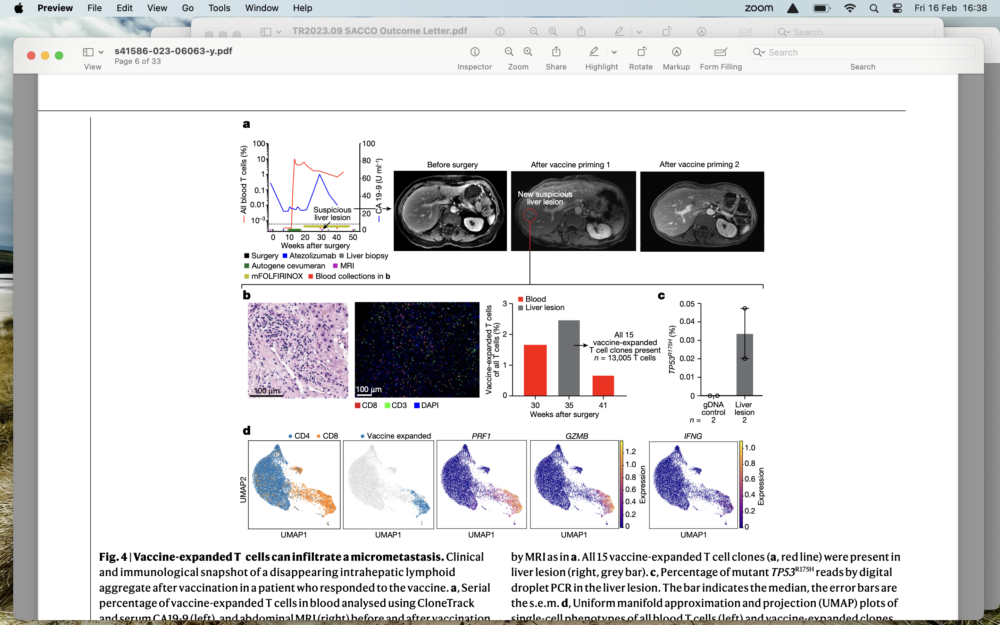 Preview File Edit View Go Tools Window Help
zoom Fri 16 Feb 16:38
TR2023.09 SACCO Outcome Letter.pdf
Search
s41586-023-06063-y.pdf
Page 6 of 33
View
Inspector Zoom Share Highlight Rotate Markup Form Filling Search
Search
a
All blood T cells (%)
100
10
1
0.1
0.01
10⁻³
100
80
60
40
20
0
CA 19-9 (U ml⁻¹)
Suspicious
liver lesion
0 10 20 30 40 50
Weeks after surgery
Surgery Atezolizumab Liver biopsy
Autogene cevumeran MRI
mFOLFIRINOX Blood collections in b
Before surgery
After vaccine priming 1
After vaccine priming 2
New suspicious
liver lesion
b
100 µm
100 µm
CD8 CD3 DAPI
Vaccine-expanded T cells
of all T cells (%)
Blood
Liver lesion
3
2
1
0
All 15
vaccine-expanded
T cell clones present
n = 13,005 T cells
30 35 41
Weeks after surgery
c
TP53R175H (%)
0.05
0.04
0.03
0.02
0.01
0
gDNA
control
Liver
lesion
n = 2 2
d
CD4 CD8
Vaccine expanded
PRF1
GZMB
IFNG
UMAP2
1.2
1.0
0.8
0.6
0.4
0.2
0
Expression
1.0
0.8
0.6
0.4
0.2
0
Expression
UMAP1 UMAP1 UMAP1 UMAP1 UMAP1
Fig. 4 | Vaccine-expanded T cells can infiltrate a micrometastasis. Clinical
and immunological snapshot of a disappearing intrahepatic lymphoid
aggregate after vaccination in a patient who responded to the vaccine. a, Serial
percentage of vaccine-expanded T cells in blood analysed using CloneTrack
and serum CA19-9 (left), and abdominal MRI (right) before and after vaccination
by MRI as in a. All 15 vaccine-expanded T cell clones (a, red line) were present in
liver lesion (right, grey bar). c, Percentage of mutant TP53R175H reads by digital
droplet PCR in the liver lesion. The bar indicates the median, the error bars are
the s.e.m. d, Uniform manifold approximation and projection (UMAP) plots of
single-cell phenotypes of all blood T cells (left) and vaccine-expanded clones